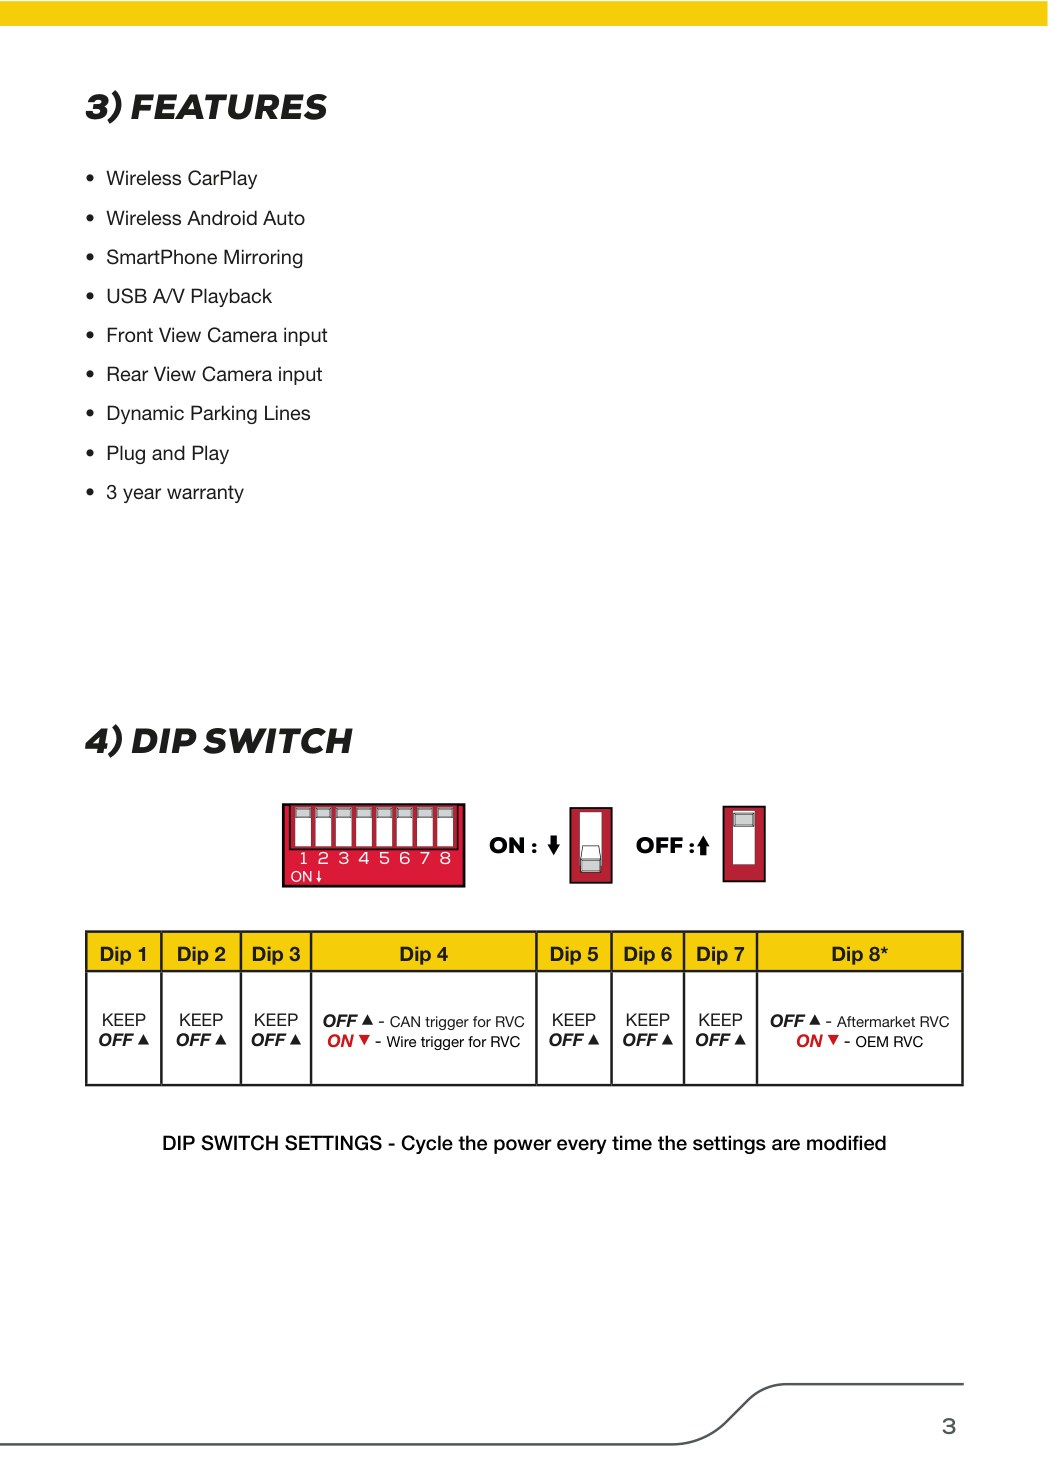 3) FEATURES
• Wireless CarPlay
• Wireless Android Auto
• SmartPhone Mirroring
• USB A/V Playback
• Front View Camera input
• Rear View Camera input
• Dynamic Parking Lines
• Plug and Play
• 3 year warranty
4) DIP SWITCH
1 2 3 4 5 6 7 8
ON↓
ON : ⬇
OFF :⬆
Dip 1 Dip 2 Dip 3 Dip 4 Dip 5 Dip 6 Dip 7 Dip 8*
KEEP KEEP KEEP OFF ▲ - CAN trigger for RVC KEEP KEEP KEEP OFF ▲ - Aftermarket RVC
OFF ▲ OFF ▲ OFF ▲ ON ▼ - Wire trigger for RVC OFF ▲ OFF ▲ OFF ▲ ON ▼ - OEM RVC
DIP SWITCH SETTINGS - Cycle the power every time the settings are modified
3